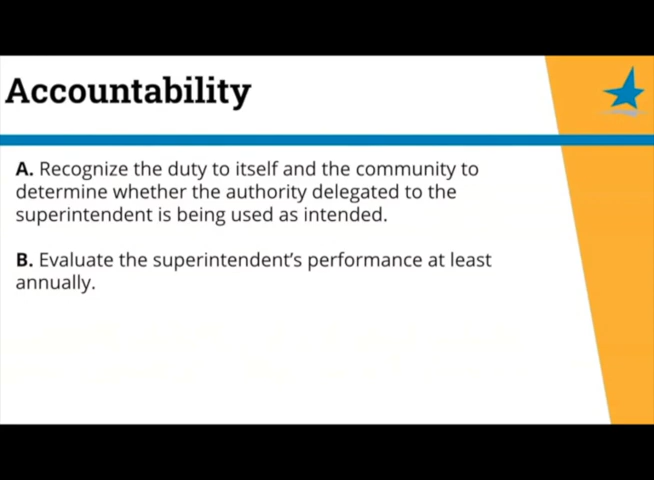 Accountability
A. Recognize the duty to itself and the community to
determine whether the authority delegated to the
superintendent is being used as intended.
B. Evaluate the superintendent's performance at least
annually.